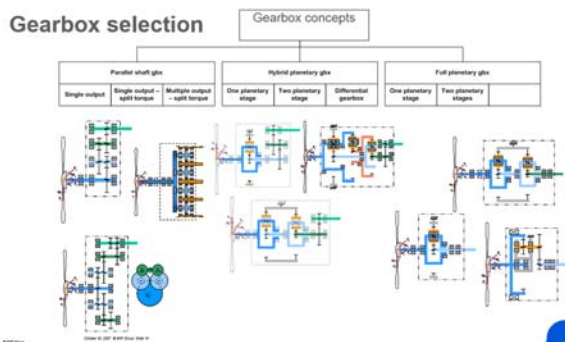 Gearbox selection
Gearbox concepts
Parallel shaft gbx
Hybrid planetary gbx
Full planetary gbx
Single output
Single output –
split torque
Multiple output
– split torque
One planetary
stage
Two planetary
stage
Differential
gearbox
One planetary
stage
Two planetary
stages